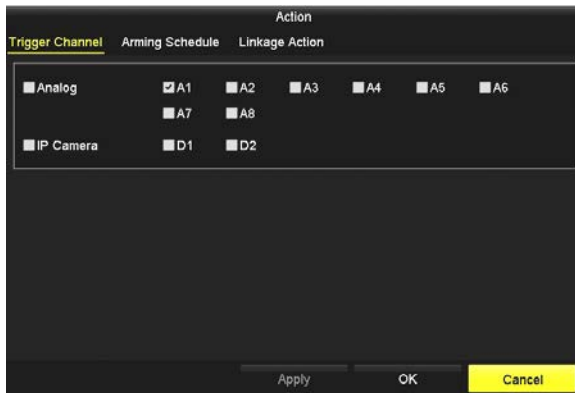 Action
Trigger Channel Arming Schedule Linkage Action
Analog A1 A2 A3 A4 A5 A6
A7 A8
IP Camera D1 D2
Apply OK Cancel